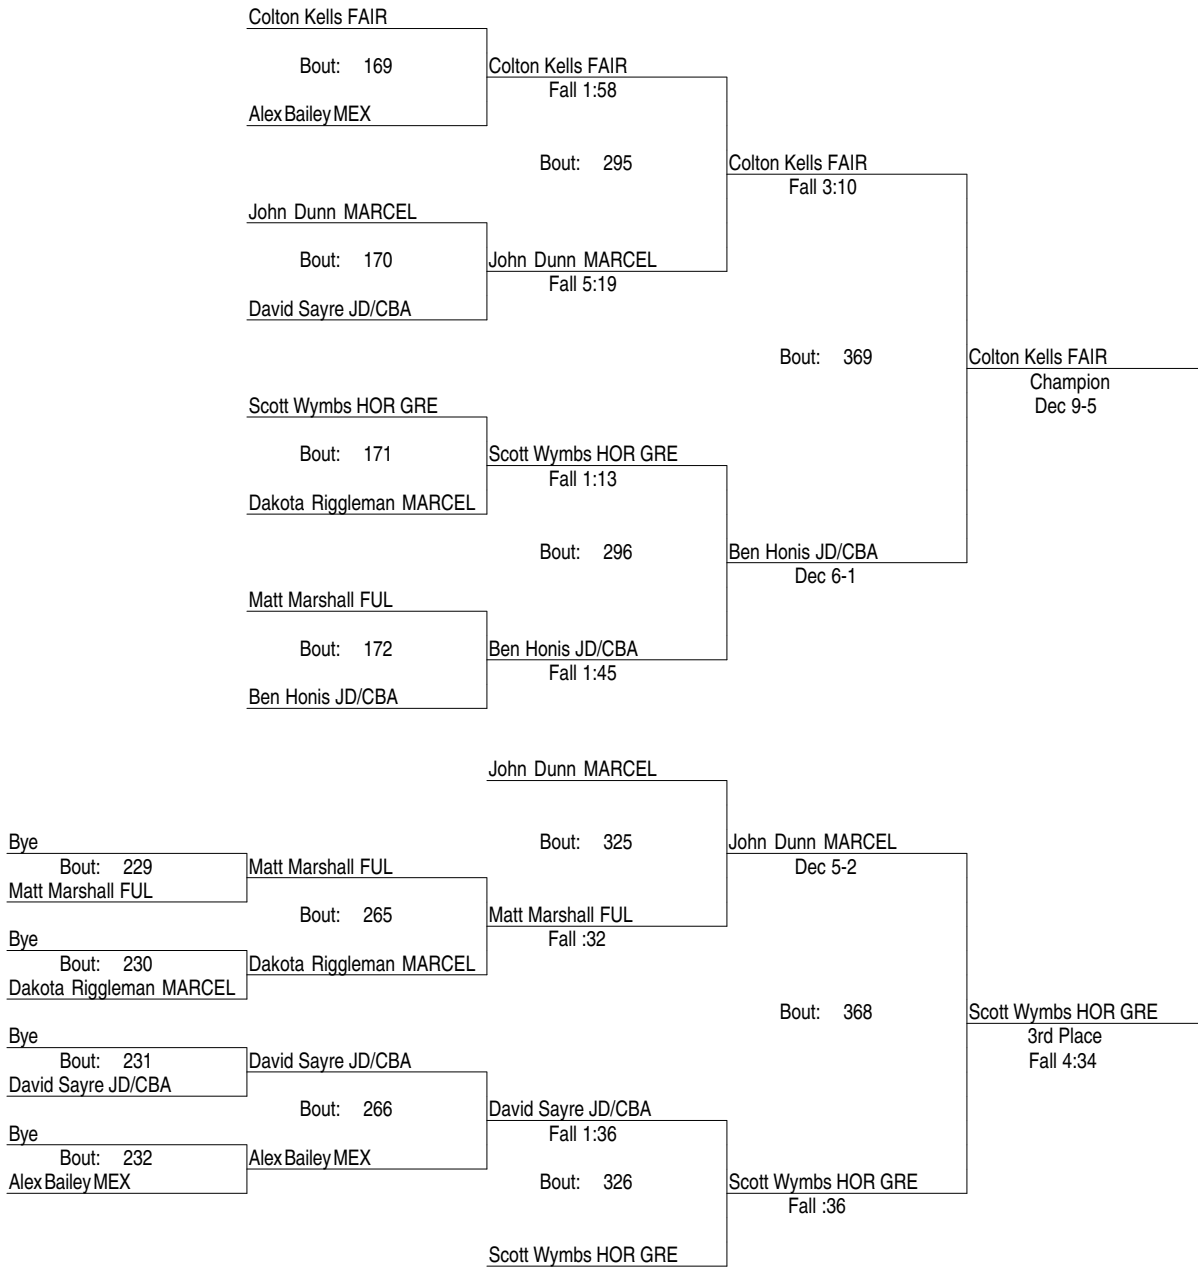 Colton Kells FAIR
Bout: 169
Colton Kells FAIR
Fall 1:58
Alex Bailey MEX
Bout: 295
Colton Kells FAIR
Fall 3:10
John Dunn MARCEL
Bout: 170
John Dunn MARCEL
Fall 5:19
David Sayre JD/CBA
Bout: 369
Colton Kells FAIR
Champion
Dec 9-5
Scott Wymbs HOR GRE
Bout: 171
Scott Wymbs HOR GRE
Fall 1:13
Dakota Riggleman MARCEL
Bout: 296
Ben Honis JD/CBA
Dec 6-1
Matt Marshall FUL
Bout: 172
Ben Honis JD/CBA
Fall 1:45
Ben Honis JD/CBA
John Dunn MARCEL
Bye
Bout: 325
John Dunn MARCEL
Bout: 229
Matt Marshall FUL
Dec 5-2
Matt Marshall FUL
Bout: 265
Matt Marshall FUL
Bye
Fall :32
Bout: 230
Dakota Riggleman MARCEL
Dakota Riggleman MARCEL
Bout: 368
Scott Wymbs HOR GRE
Bye
3rd Place
Bout: 231
David Sayre JD/CBA
Fall 4:34
David Sayre JD/CBA
Bout: 266
David Sayre JD/CBA
Bye
Fall 1:36
Bout: 232
Alex Bailey MEX
Alex Bailey MEX
Bout: 326
Scott Wymbs HOR GRE
Fall :36
Scott Wymbs HOR GRE